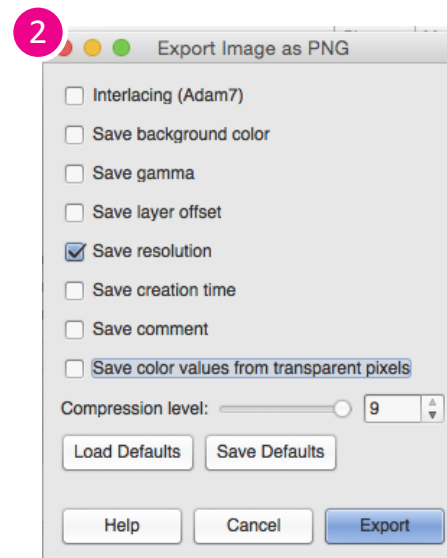 2
Export Image as PNG
Interlacing (Adam7)
Save background color
Save gamma
Save layer offset
Save resolution
Save creation time
Save comment
Save color values from transparent pixels
Compression level: 9
Load Defaults Save Defaults
Help Cancel Export